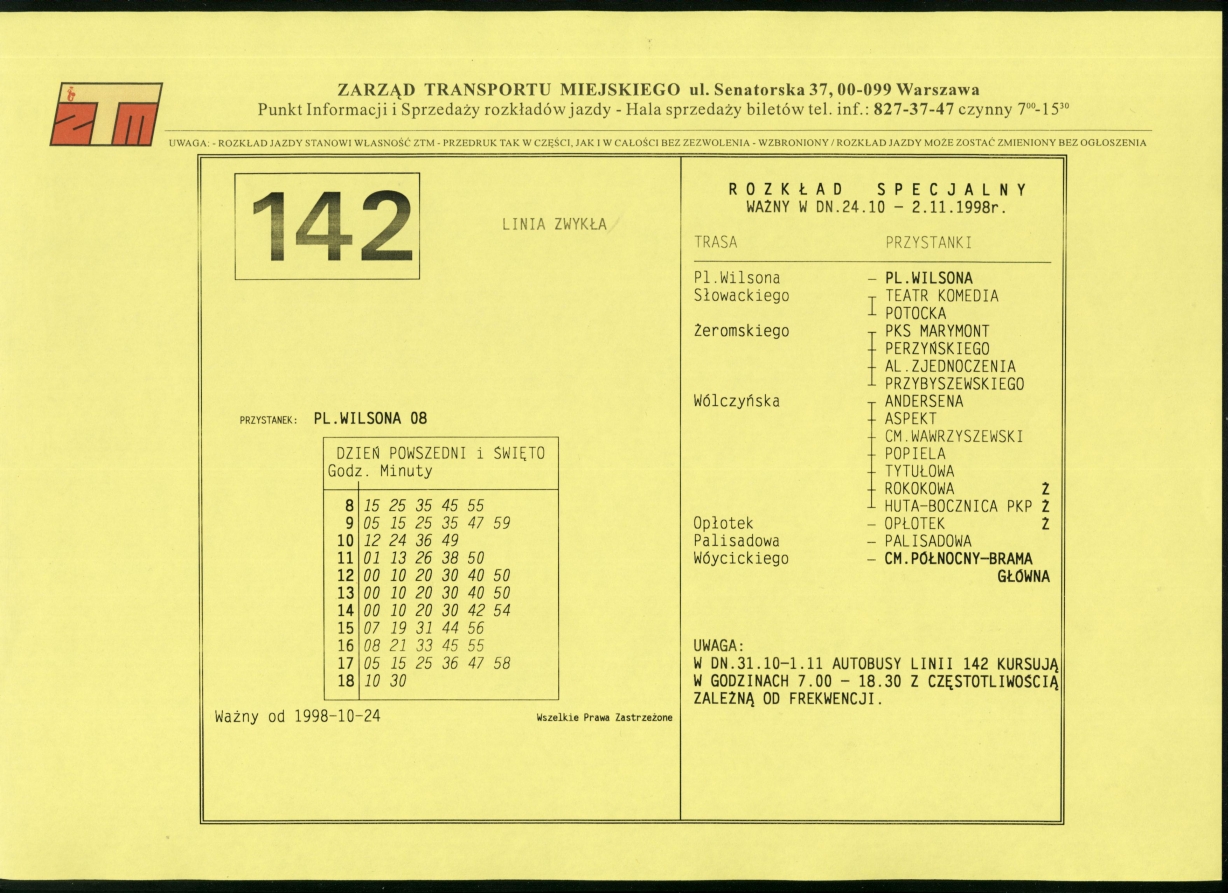 ZARZĄD TRANSPORTU MIEJSKIEGO ul. Senatorska 37, 00-099 Warszawa
Punkt Informacji i Sprzedaży rozkładów jazdy - Hala sprzedaży biletów tel. inf.: 827-37-47 czynny 7⁰⁰-15³⁰
UWAGA: - ROZKŁAD JAZDY STANOWI WŁASNOŚĆ ZTM - PRZEDRUK TAK W CZĘŚCI, JAK I W CAŁOŚCI BEZ ZEZWOLENIA - WZBRONIONY / ROZKŁAD JAZDY MOŻE ZOSTAĆ ZMIENIONY BEZ OGŁOSZENIA
ZTM
142
LINIA ZWYKŁA
PRZYSTANEK: PL.WILSONA 08
DZIEŃ POWSZEDNI i ŚWIĘTO
Godz. Minuty
8 15 25 35 45 55
9 05 15 25 35 47 59
10 12 24 36 49
11 01 13 26 38 50
12 00 10 20 30 40 50
13 00 10 20 30 40 50
14 00 10 20 30 42 54
15 07 19 31 44 56
16 08 21 33 45 55
17 05 15 25 36 47 58
18 10 30
Ważny od 1998-10-24
Wszelkie Prawa Zastrzeżone
ROZKŁAD SPECJALNY
WAŻNY W DN.24.10 – 2.11.1998r.
TRASA PRZYSTANKI
Pl.Wilsona – PL.WILSONA
Słowackiego TEATR KOMEDIA
POTOCKA
Żeromskiego PKS MARYMONT
PERZYŃSKIEGO
AL.ZJEDNOCZENIA
PRZYBYSZEWSKIEGO
Wólczyńska ANDERSENA
ASPEKT
CM.WAWRZYSZEWSKI
POPIELA
TYTUŁOWA
ROKOKOWA Ż
HUTA-BOCZNICA PKP Ż
Opłotek – OPŁOTEK Ż
Palisadowa – PALISADOWA
Wóycickiego – CM.PÓŁNOCNY–BRAMA
GŁÓWNA
UWAGA:
W DN.31.10–1.11 AUTOBUSY LINII 142 KURSUJĄ
W GODZINACH 7.00 – 18.30 Z CZĘSTOTLIWOŚCIĄ
ZALEŻNĄ OD FREKWENCJI.